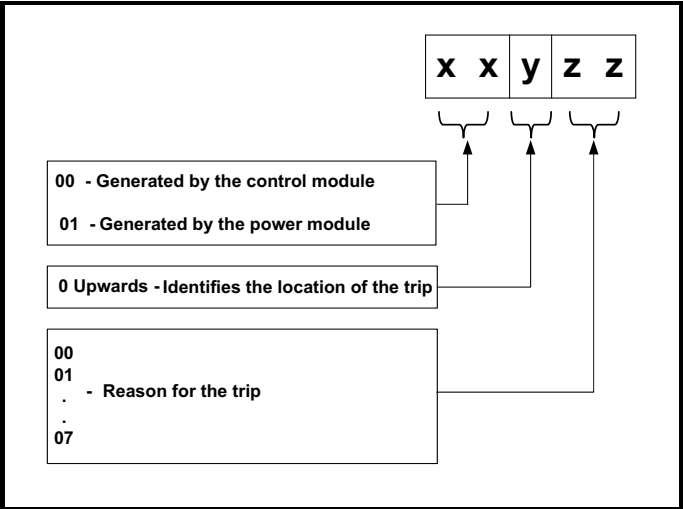 x x y z z
00 - Generated by the control module
01 - Generated by the power module
0 Upwards - Identifies the location of the trip
00
01
- Reason for the trip
.
.
07